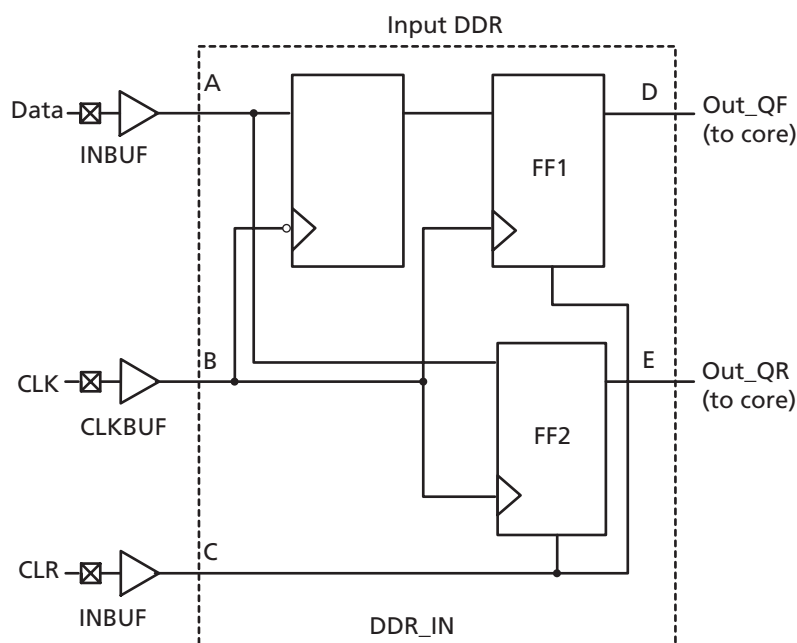 Input DDR
A
Data
INBUF
D
Out_QF
(to core)
FF1
B
CLK
CLKBUF
E
Out_QR
(to core)
FF2
C
CLR
INBUF
DDR_IN